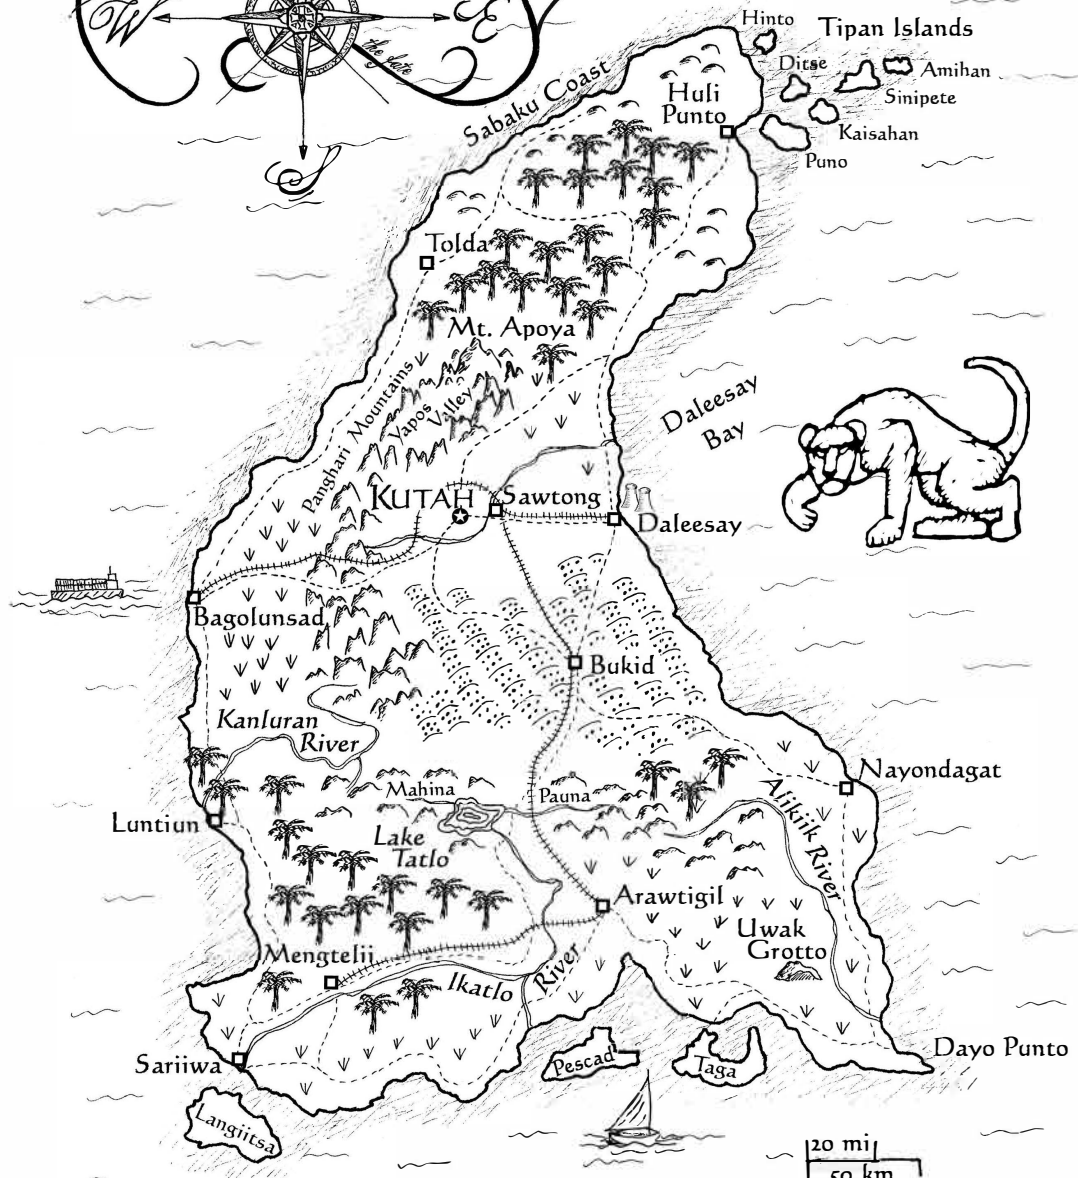 W
E
the fate
S
Hinto
Tipan Islands
Ditse
Amihan
Sinipete
Kaisahan
Puno
Sabaku Coast
Huli
Punto
Tolda
Mt. Apoya
Panghari Mountains
Yapos
Valley
Daleesay
Bay
KUTAH
Sawtong
Daleesay
Bagolunsad
Bukid
Kanluran
River
Nayondagat
Mahina
Pauna
Alikiik River
Luntiun
Lake
Tatlo
Arawtigil
Uwak
Grotto
Mengtelii
Ikatlo River
Sariiwa
Pescad
Taga
Dayo Punto
Langiitsa
20 mi
50 km